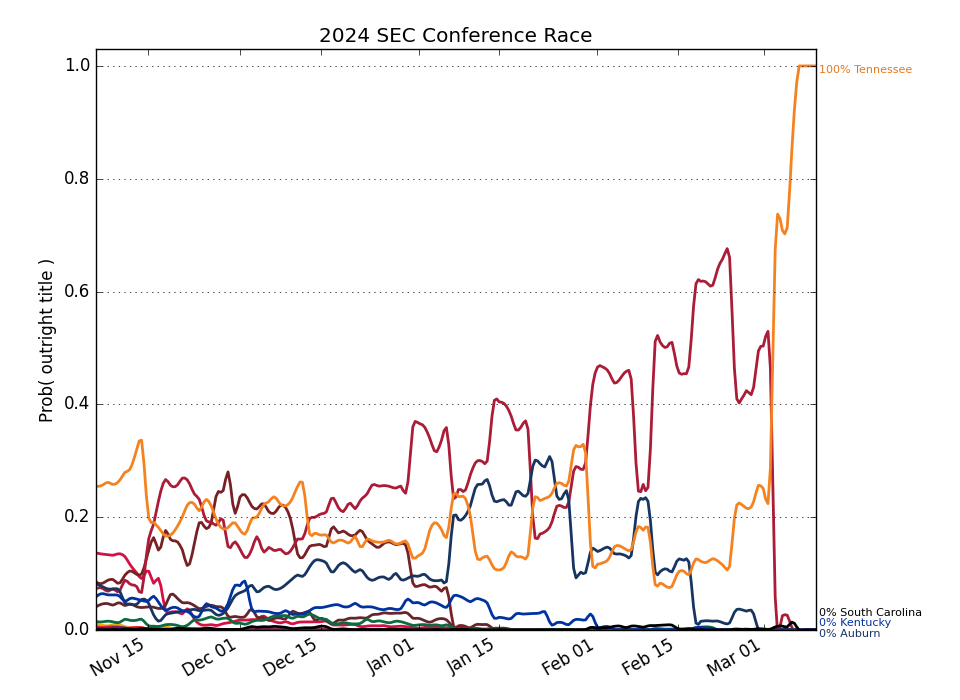 2024 SEC Conference Race
1.0
100% Tennessee
0.8
0.6
Prob( outright title )
0.4
0.2
0% South Carolina
0% Kentucky
0.0
0% Auburn
Nov 15
Dec 01
Dec 15
Jan 01
Jan 15
Feb 01
Feb 15
Mar 01